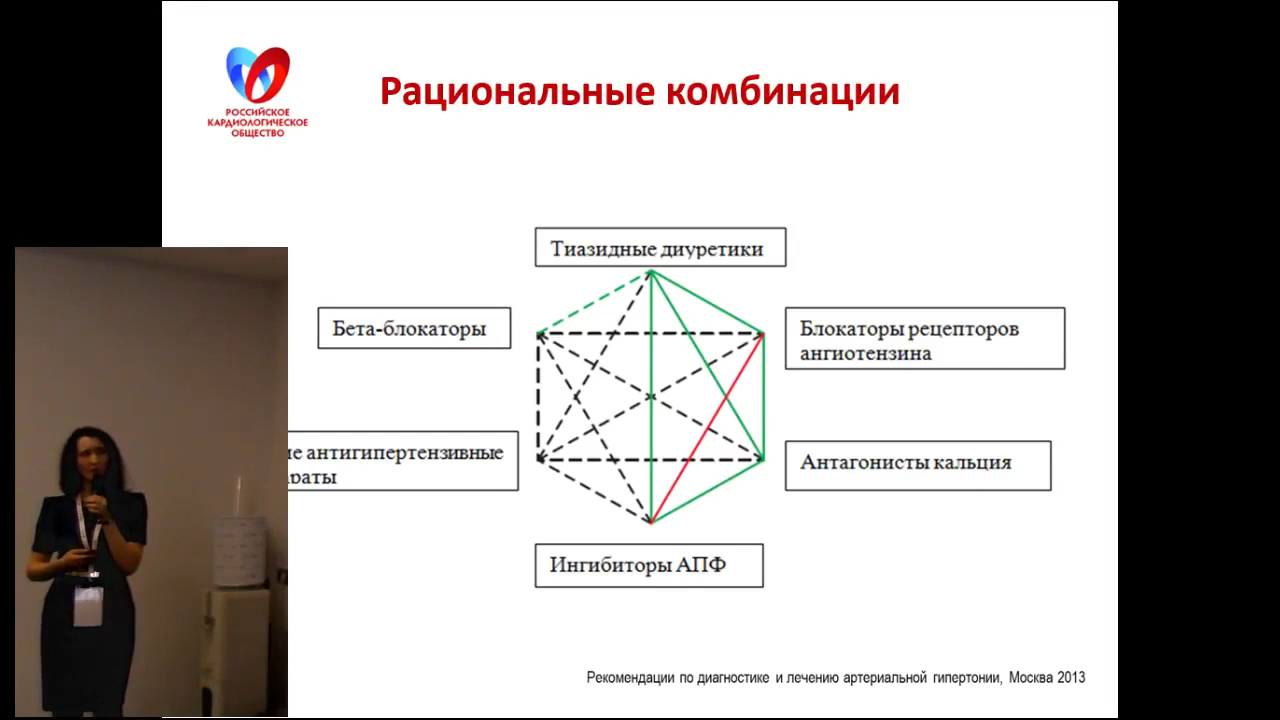 РОССИЙСКОЕ
КАРДИОЛОГИЧЕСКОЕ
ОБЩЕСТВО
Рациональные комбинации
Тиазидные диуретики
Бета-блокаторы
Блокаторы рецепторов
ангиотензина
антигипертензивные
Антагонисты кальция
Ингибиторы АПФ
Рекомендации по диагностике и лечению артериальной гипертонии, Москва 2013